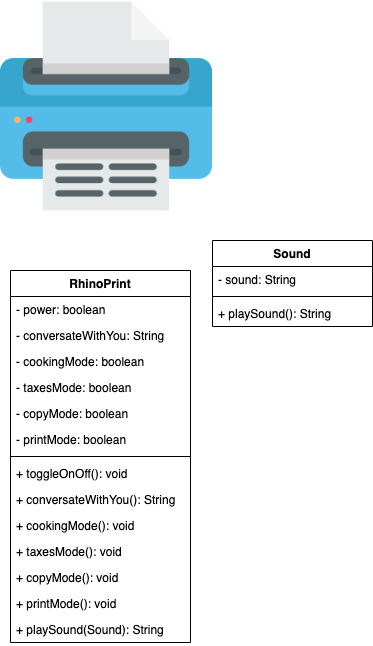 Sound
- sound: String
+ playSound(): String
RhinoPrint
- power: boolean
- conversateWithYou: String
- cookingMode: boolean
- taxesMode: boolean
- copyMode: boolean
- printMode: boolean
+ toggleOnOff(): void
+ conversateWithYou(): String
+ cookingMode(): void
+ taxesMode(): void
+ copyMode(): void
+ printMode(): void
+ playSound(Sound): String